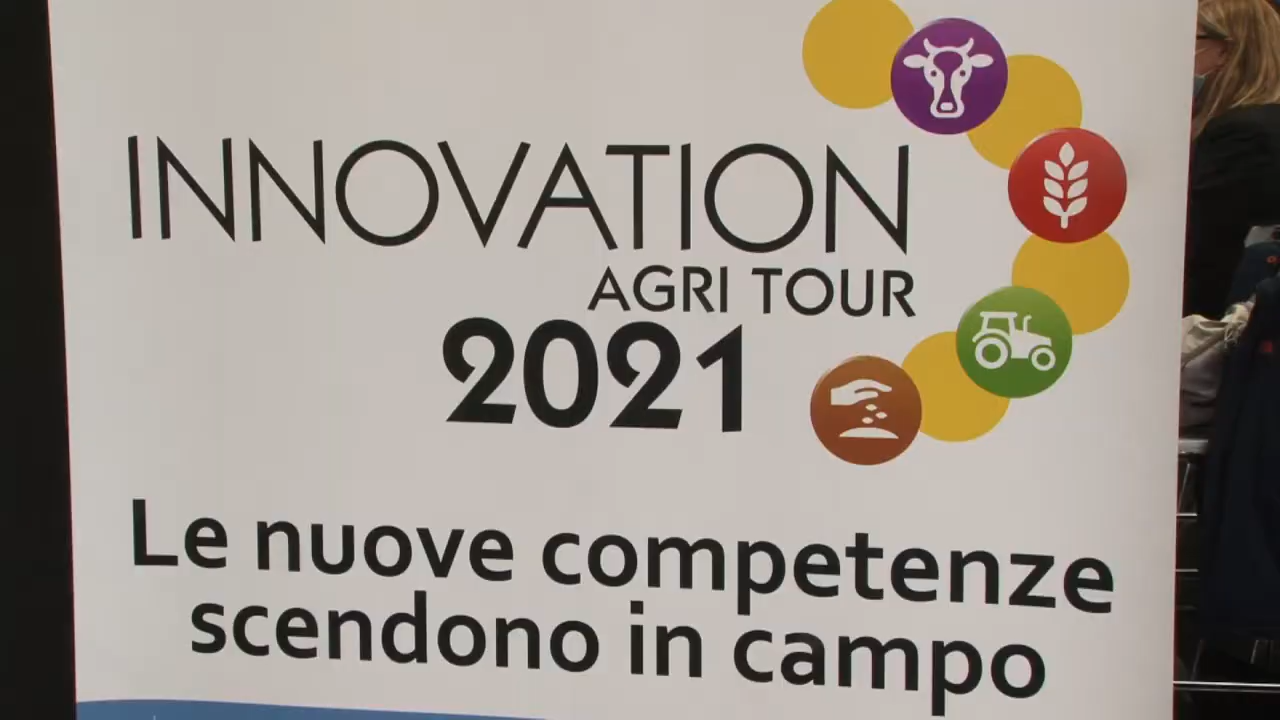 INNOVATION
AGRI TOUR
2021
Le nuove competenze
scendono in campo